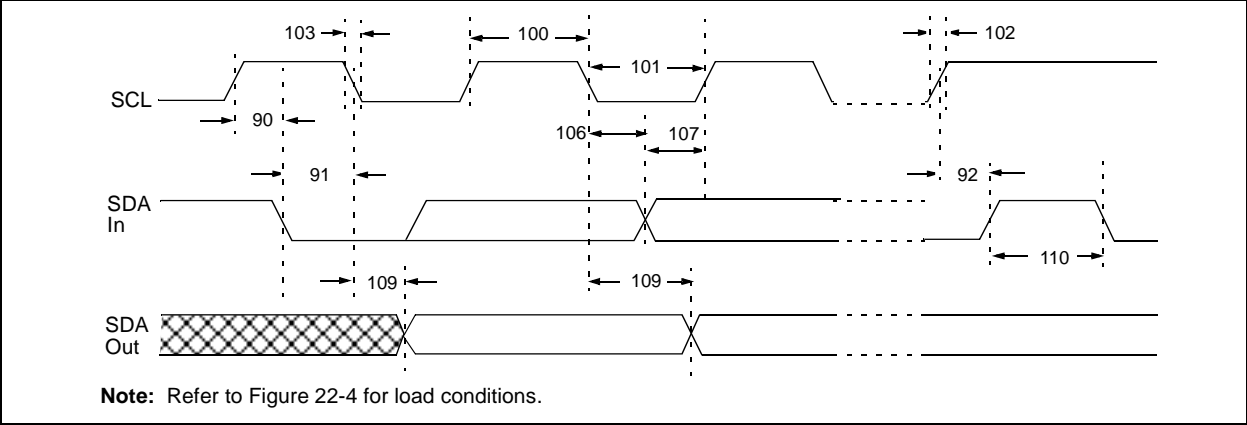 103
100
102
101
SCL
90
106
107
91
92
SDA
In
110
109
109
SDA
Out
Note: Refer to Figure 22-4 for load conditions.